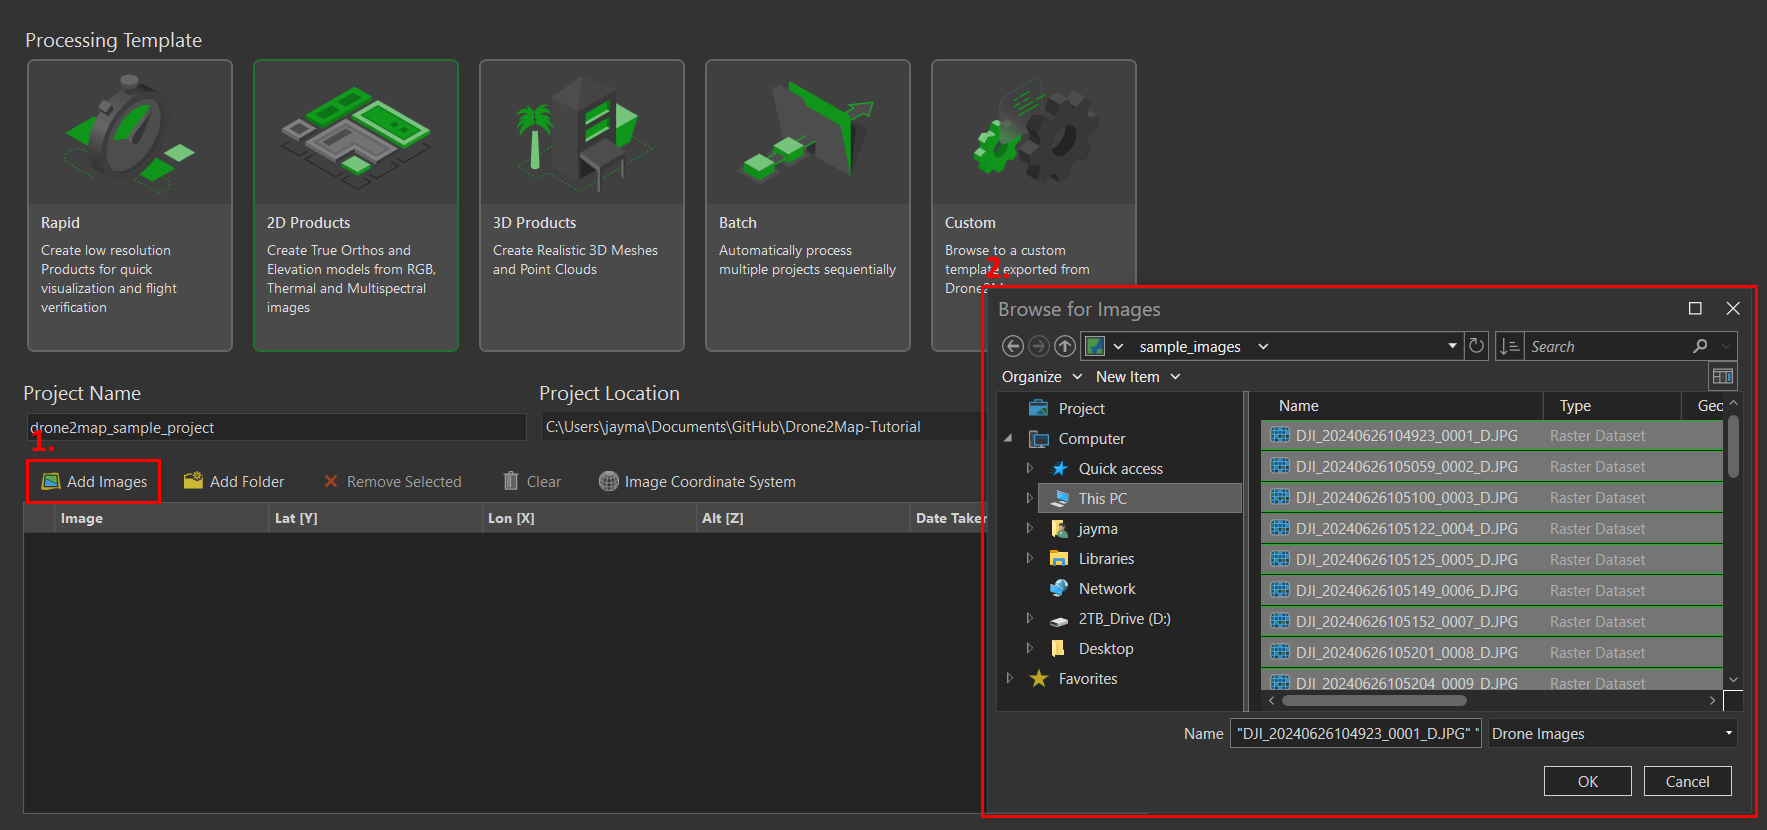 Processing Template
Rapid
Create low resolution
Products for quick
visualization and flight
verification
2D Products
Create True Orthos and
Elevation models from RGB,
Thermal and Multispectral
images
3D Products
Create Realistic 3D Meshes
and Point Clouds
Batch
Automatically process
multiple projects sequentially
Custom
Browse to a custom
template exported from
Project Name
Project Location
drone2map_sample_project
C:\Users\jayma\Documents\GitHub\Drone2Map-Tutorial
1.
Add Images
Add Folder
Remove Selected
Clear
Image Coordinate System
Image
Lat [Y]
Lon [X]
Alt [Z]
Date Taken
2.
Browse for Images
sample_images
Search
Organize
New Item
Project
Computer
Quick access
This PC
jayma
Libraries
Network
2TB_Drive (D:)
Desktop
Favorites
Name Type Geo
DJI_20240626104923_0001_D.JPG Raster Dataset
DJI_20240626105059_0002_D.JPG Raster Dataset
DJI_20240626105100_0003_D.JPG Raster Dataset
DJI_20240626105122_0004_D.JPG Raster Dataset
DJI_20240626105125_0005_D.JPG Raster Dataset
DJI_20240626105149_0006_D.JPG Raster Dataset
DJI_20240626105152_0007_D.JPG Raster Dataset
DJI_20240626105201_0008_D.JPG Raster Dataset
DJI_20240626105204_0009_D.JPG Raster Dataset
Name "DJI_20240626104923_0001_D.JPG" "
Drone Images
OK
Cancel